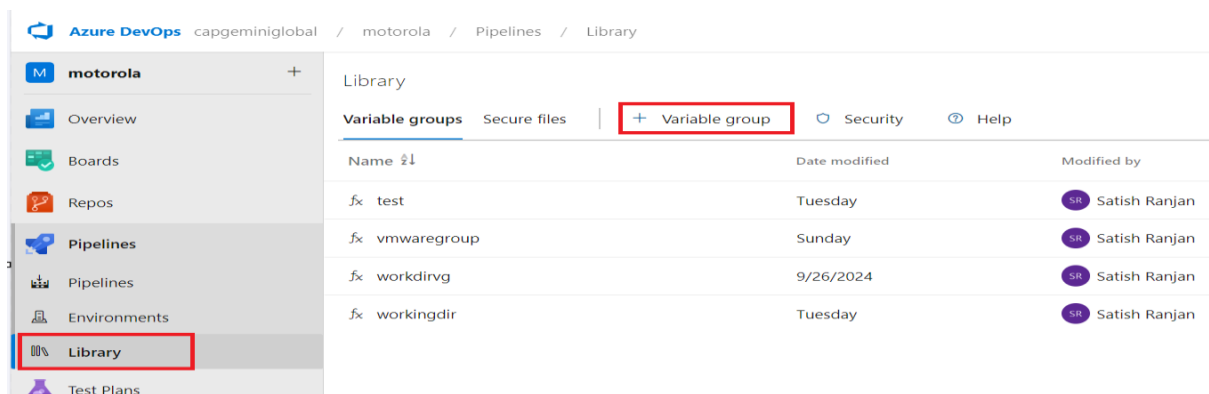 Azure DevOps capgeminiglobal / motorola / Pipelines / Library
M motorola +
Overview
Boards
Repos
Pipelines
Pipelines
Environments
Library
Test Plans
Library
Variable groups Secure files + Variable group Security Help
Name Date modified Modified by
fx test Tuesday SR Satish Ranjan
fx vmwaregroup Sunday SR Satish Ranjan
fx workdirvg 9/26/2024 SR Satish Ranjan
fx workingdir Tuesday SR Satish Ranjan